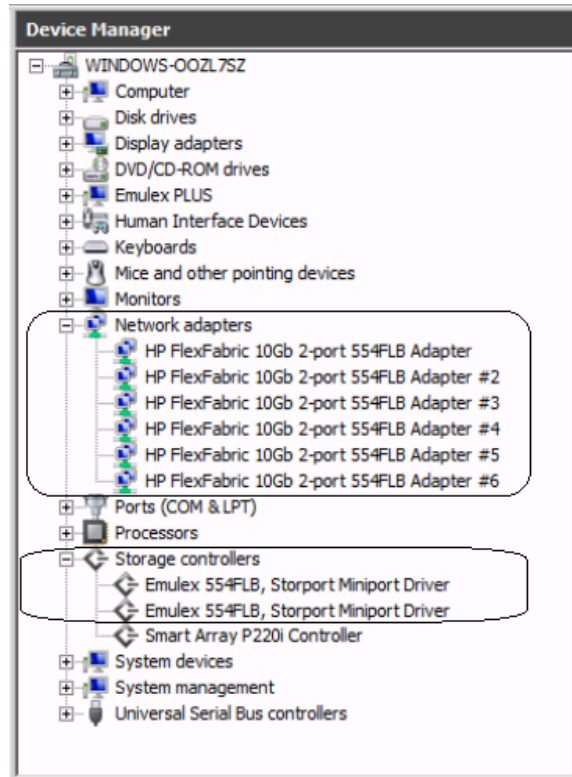 Device Manager
WINDOWS-OOZL7SZ
Computer
Disk drives
Display adapters
DVD/CD-ROM drives
Emulex PLUS
Human Interface Devices
Keyboards
Mice and other pointing devices
Monitors
Network adapters
HP FlexFabric 10Gb 2-port 554FLB Adapter
HP FlexFabric 10Gb 2-port 554FLB Adapter #2
HP FlexFabric 10Gb 2-port 554FLB Adapter #3
HP FlexFabric 10Gb 2-port 554FLB Adapter #4
HP FlexFabric 10Gb 2-port 554FLB Adapter #5
HP FlexFabric 10Gb 2-port 554FLB Adapter #6
Ports (COM & LPT)
Processors
Storage controllers
Emulex 554FLB, Storport Miniport Driver
Emulex 554FLB, Storport Miniport Driver
Smart Array P220i Controller
System devices
System management
Universal Serial Bus controllers